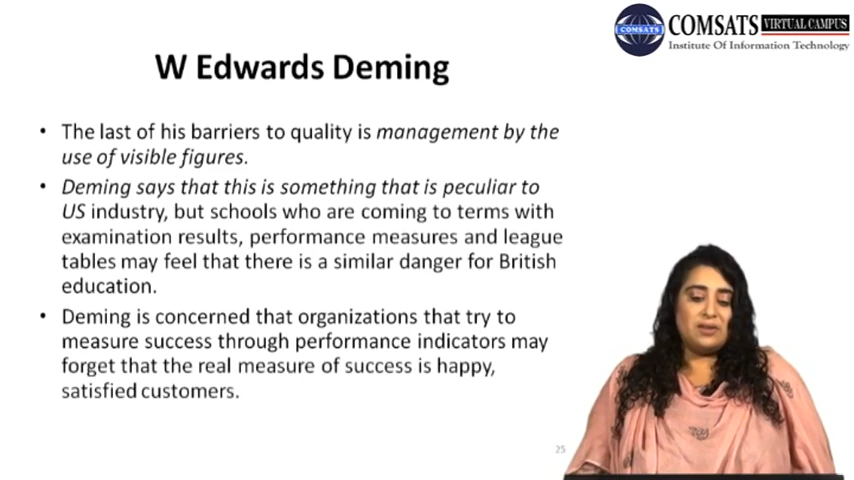 COMSATS
COMSATS VIRTUAL CAMPUS
Institute Of Information Technology
W Edwards Deming
• The last of his barriers to quality is management by the
use of visible figures.
• Deming says that this is something that is peculiar to
US industry, but schools who are coming to terms with
examination results, performance measures and league
tables may feel that there is a similar danger for British
education.
• Deming is concerned that organizations that try to
measure success through performance indicators may
forget that the real measure of success is happy,
satisfied customers.
25